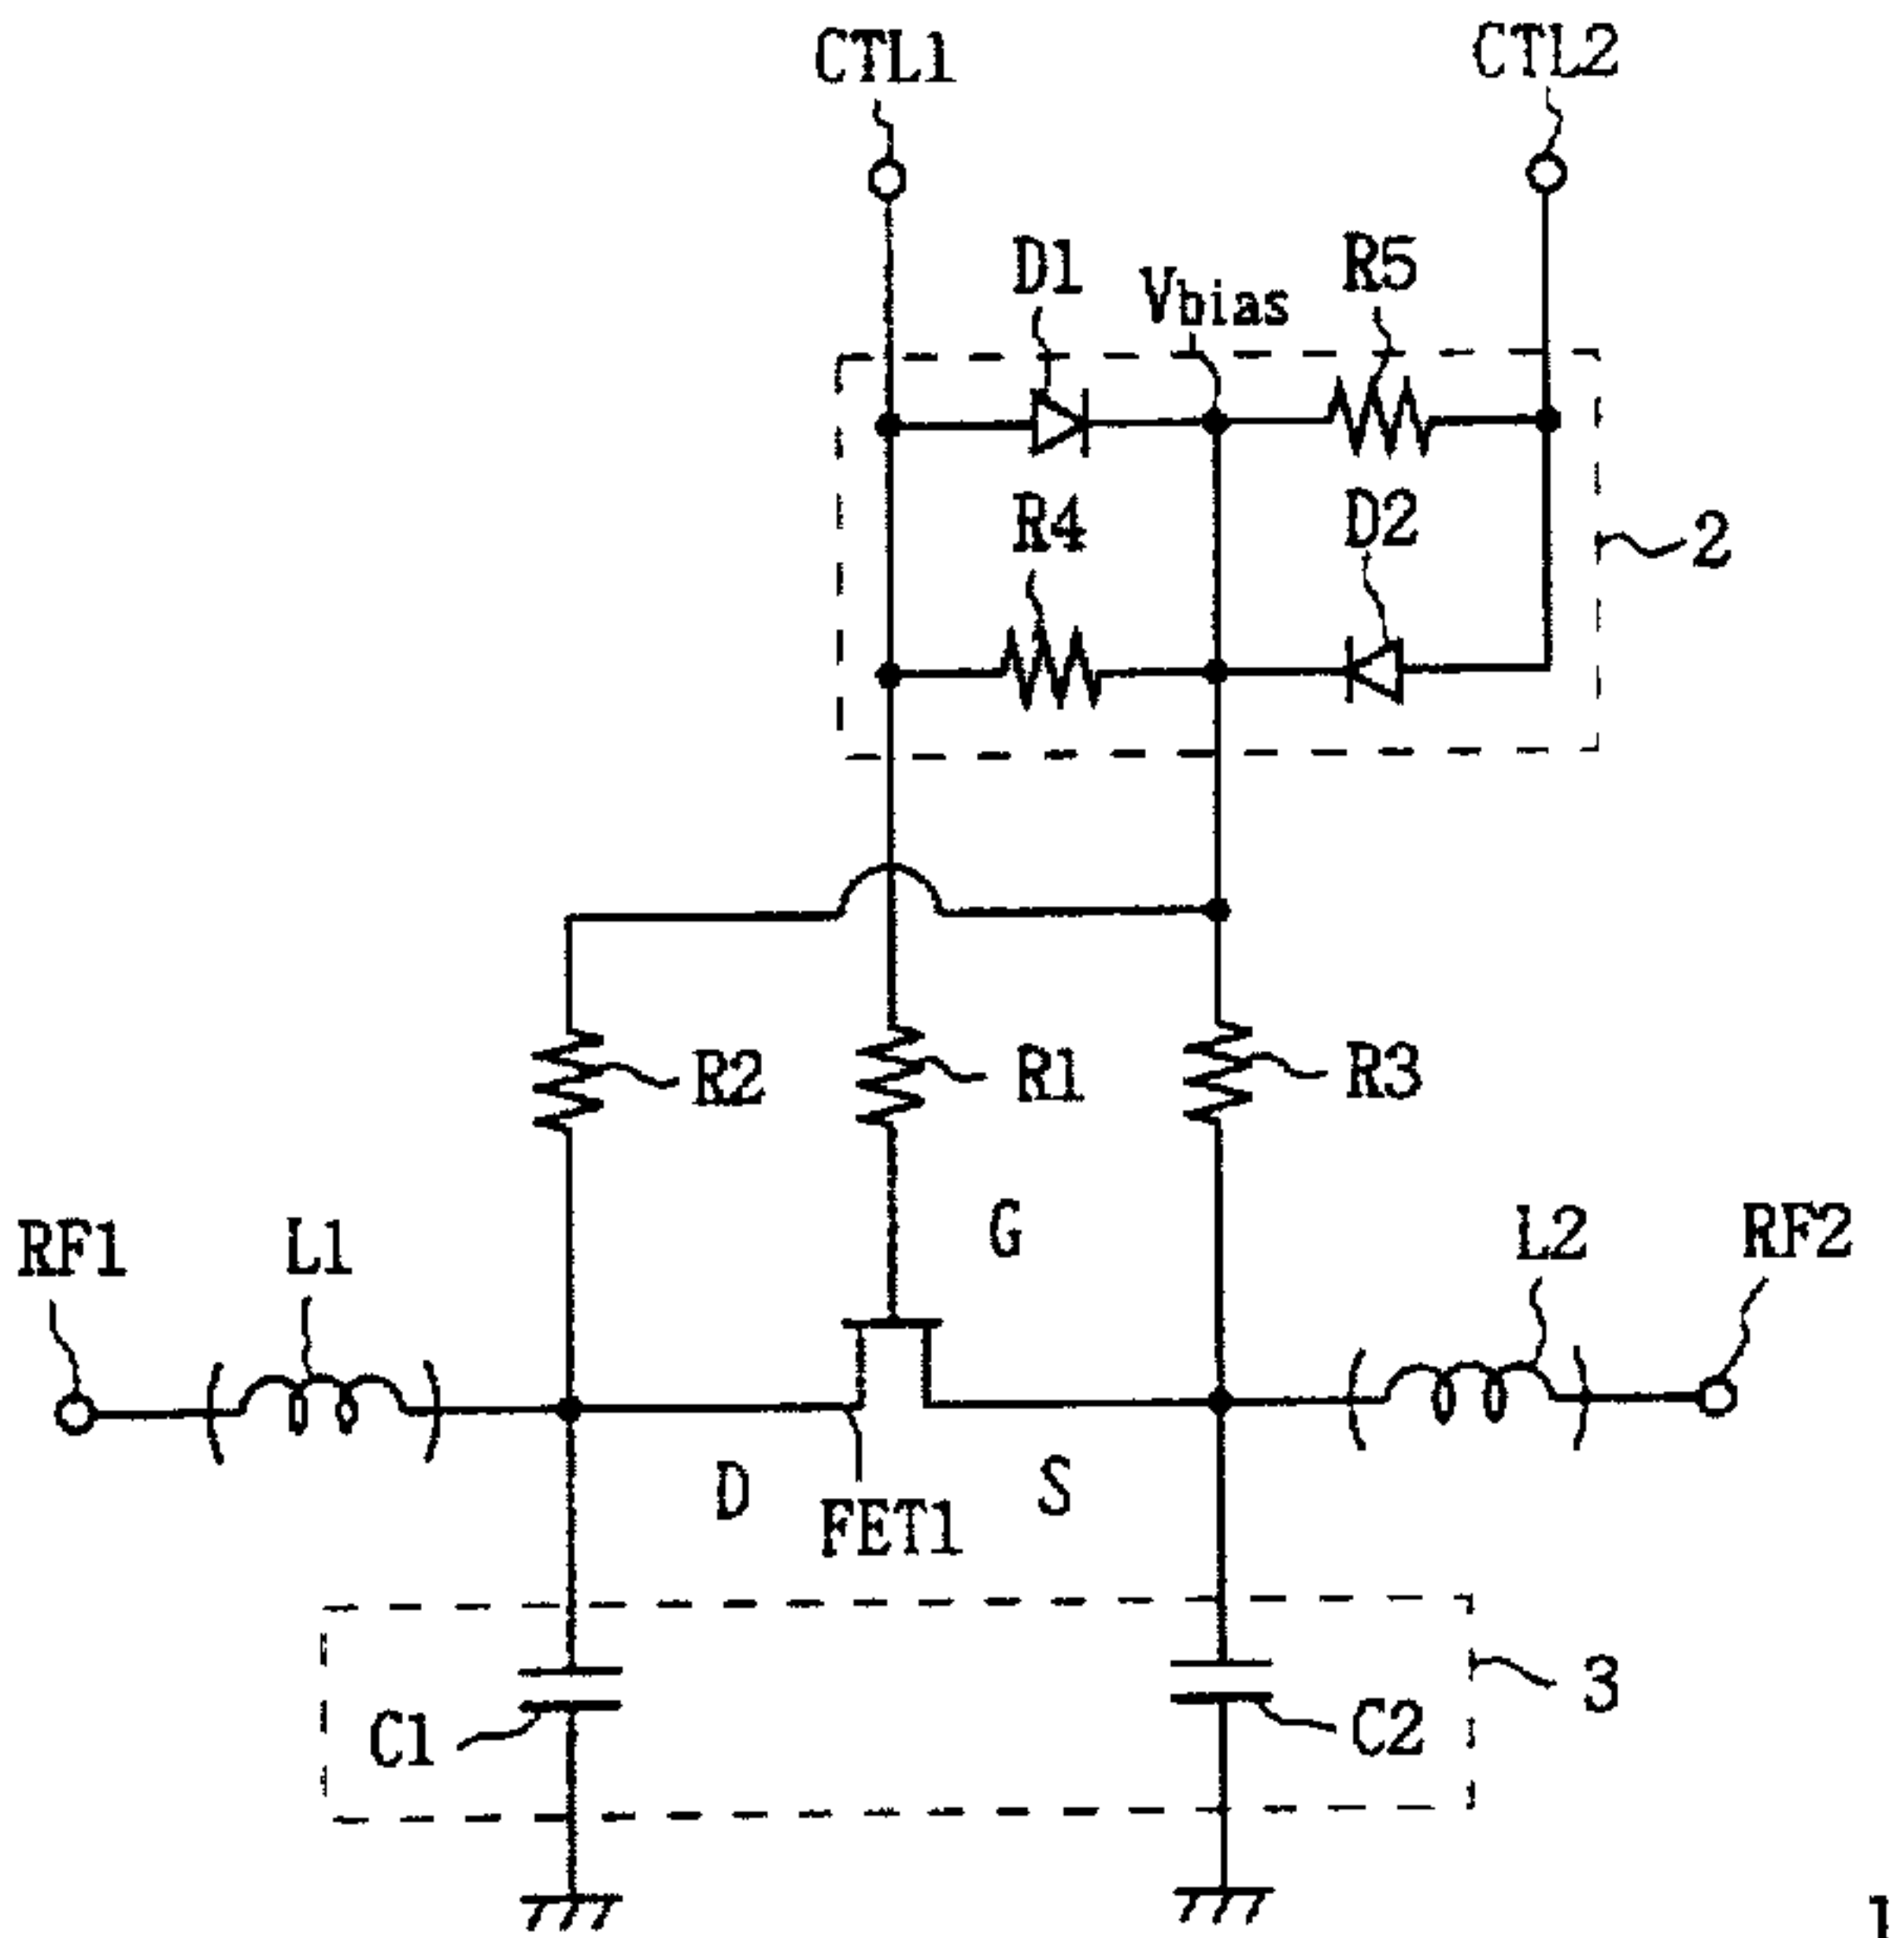 CTL1
CTL2
D1
Vbias
R5
R4
D2
2
R2
R1
R3
G
RF1
L1
L2
RF2
D
S
FET1
3
C1
C2
1